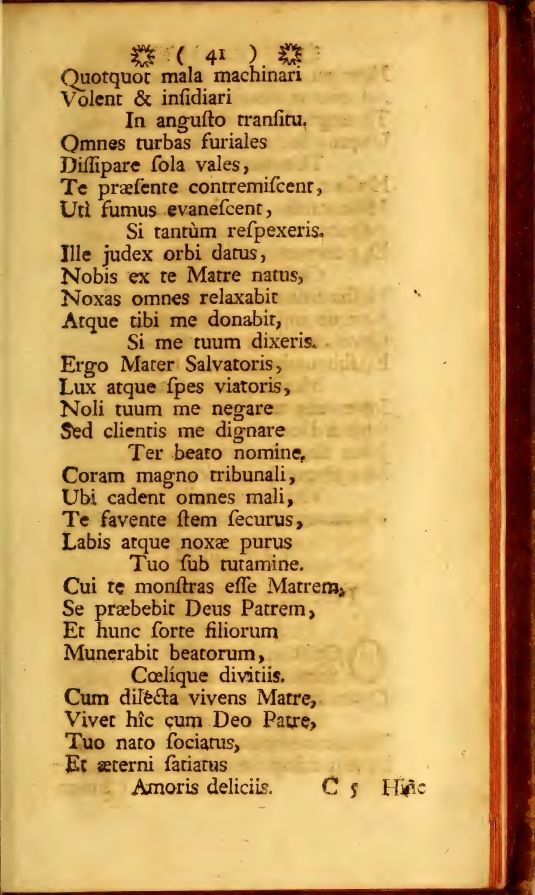 ( 41 )
Quotquot mala machinari
Volent & inſidiari
In anguſto tranſitu.
Omnes turbas furiales
Diſſipare ſola vales,
Te præſente contremiſcent,
Utì fumus evaneſcent,
Si tantùm reſpexeris.
Ille judex orbi datus,
Nobis ex te Matre natus,
Noxas omnes relaxabit
Atque tibi me donabit,
Si me tuum dixeris.
Ergo Mater Salvatoris,
Lux atque ſpes viatoris,
Noli tuum me negare
Sed clientis me dignare
Ter beato nomine,
Coram magno tribunali,
Ubi cadent omnes mali,
Te favente ſtem ſecurus,
Labis atque noxæ purus
Tuo ſub tutamine.
Cui te monſtras eſſe Matrem,
Se præbebit Deus Patrem,
Et hunc ſorte filiorum
Munerabit beatorum,
Cœlíque divitiis.
Cum dilècta vivens Matre,
Vivet hîc cum Deo Patre,
Tuo nato ſociatus,
Et æterni ſatiatus
Amoris deliciis. C 5 Hinc